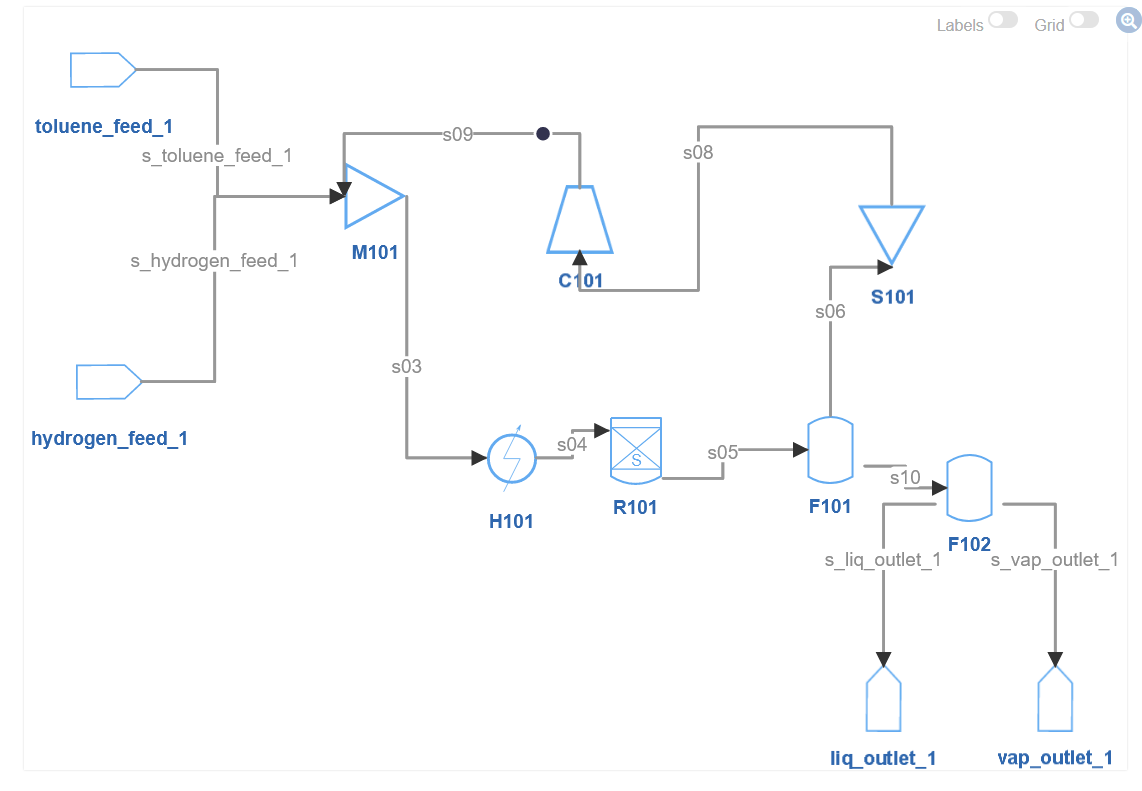 Labels
Grid
toluene_feed_1
s_toluene_feed_1
s09
s08
M101
C101
s_hydrogen_feed_1
S101
s06
s03
hydrogen_feed_1
s04
S
s05
H101
R101
F101
s10
F102
s_liq_outlet_1
s_vap_outlet_1
liq_outlet_1
vap_outlet_1